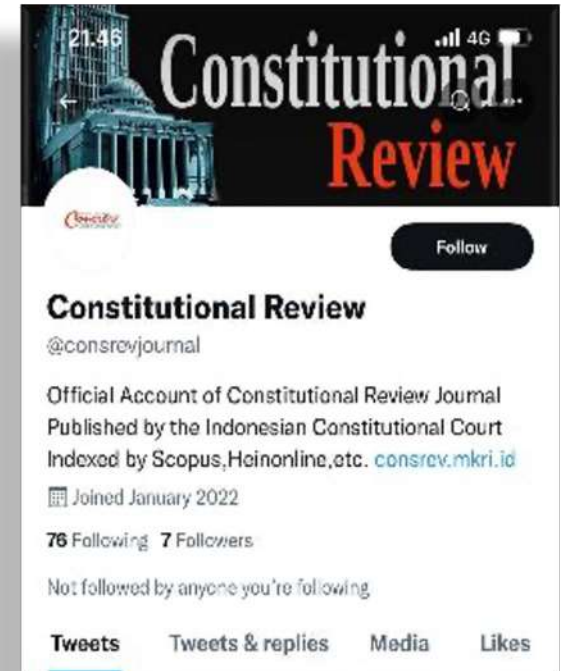 21.46
4G
Constitutional
Review
Follow
Constitutional Review
@consrevjournal
Official Account of Constitutional Review Journal
Published by the Indonesian Constitutional Court
Indexed by Scopus,Heinonline,etc. consrev.mkri.id
Joined January 2022
76 Following 7 Followers
Not followed by anyone you're following
Tweets Tweets & replies Media Likes